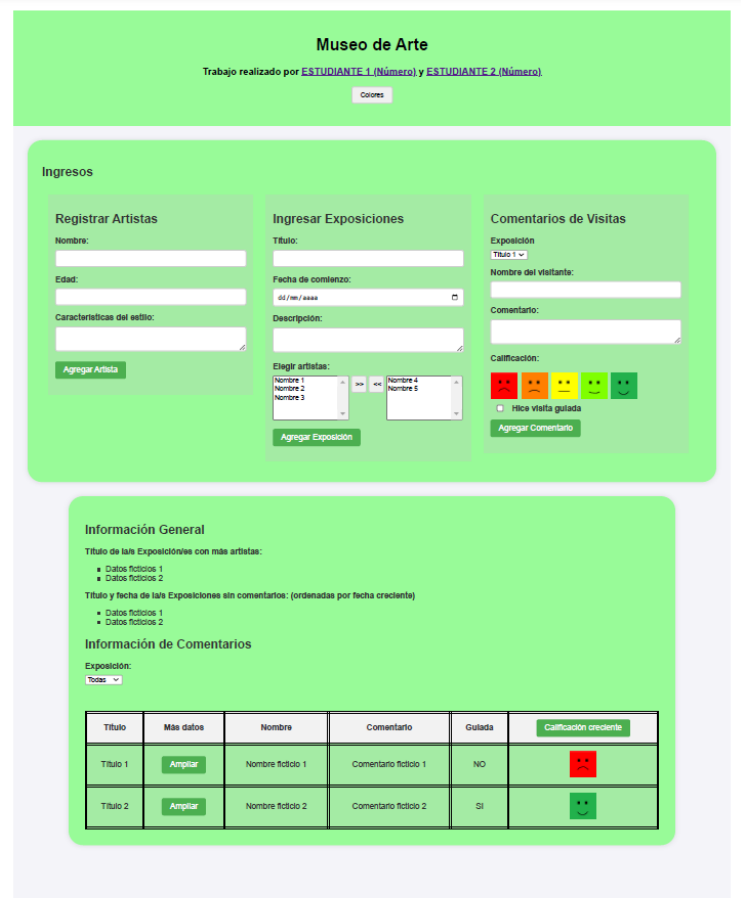 Museo de Arte
Trabajo realizado por ESTUDIANTE 1 (Número) y ESTUDIANTE 2 (Número)
Colores
Ingresos
Registrar Artistas
Nombre:
Edad:
Características del estilo:
Agregar Artista
Ingresar Exposiciones
Título:
Fecha de comienzo:
dd/mm/aaaa
Descripción:
Elegir artistas:
Nombre 1
Nombre 2
Nombre 3
>> <<
Nombre 4
Nombre 5
Agregar Exposición
Comentarios de Visitas
Exposición
Título 1
Nombre del visitante:
Comentario:
Calificación:
Hice visita guiada
Agregar Comentario
Información General
Título de la/s Exposición/es con más artistas:
Datos ficticios 1
Datos ficticios 2
Título y fecha de la/s Exposiciones sin comentarios: (ordenadas por fecha creciente)
Datos ficticios 1
Datos ficticios 2
Información de Comentarios
Exposición:
Todas
Título Más datos Nombre Comentario Guiada Calificación creciente
Título 1 Ampliar Nombre ficticio 1 Comentario ficticio 1 NO
Título 2 Ampliar Nombre ficticio 2 Comentario ficticio 2 SI